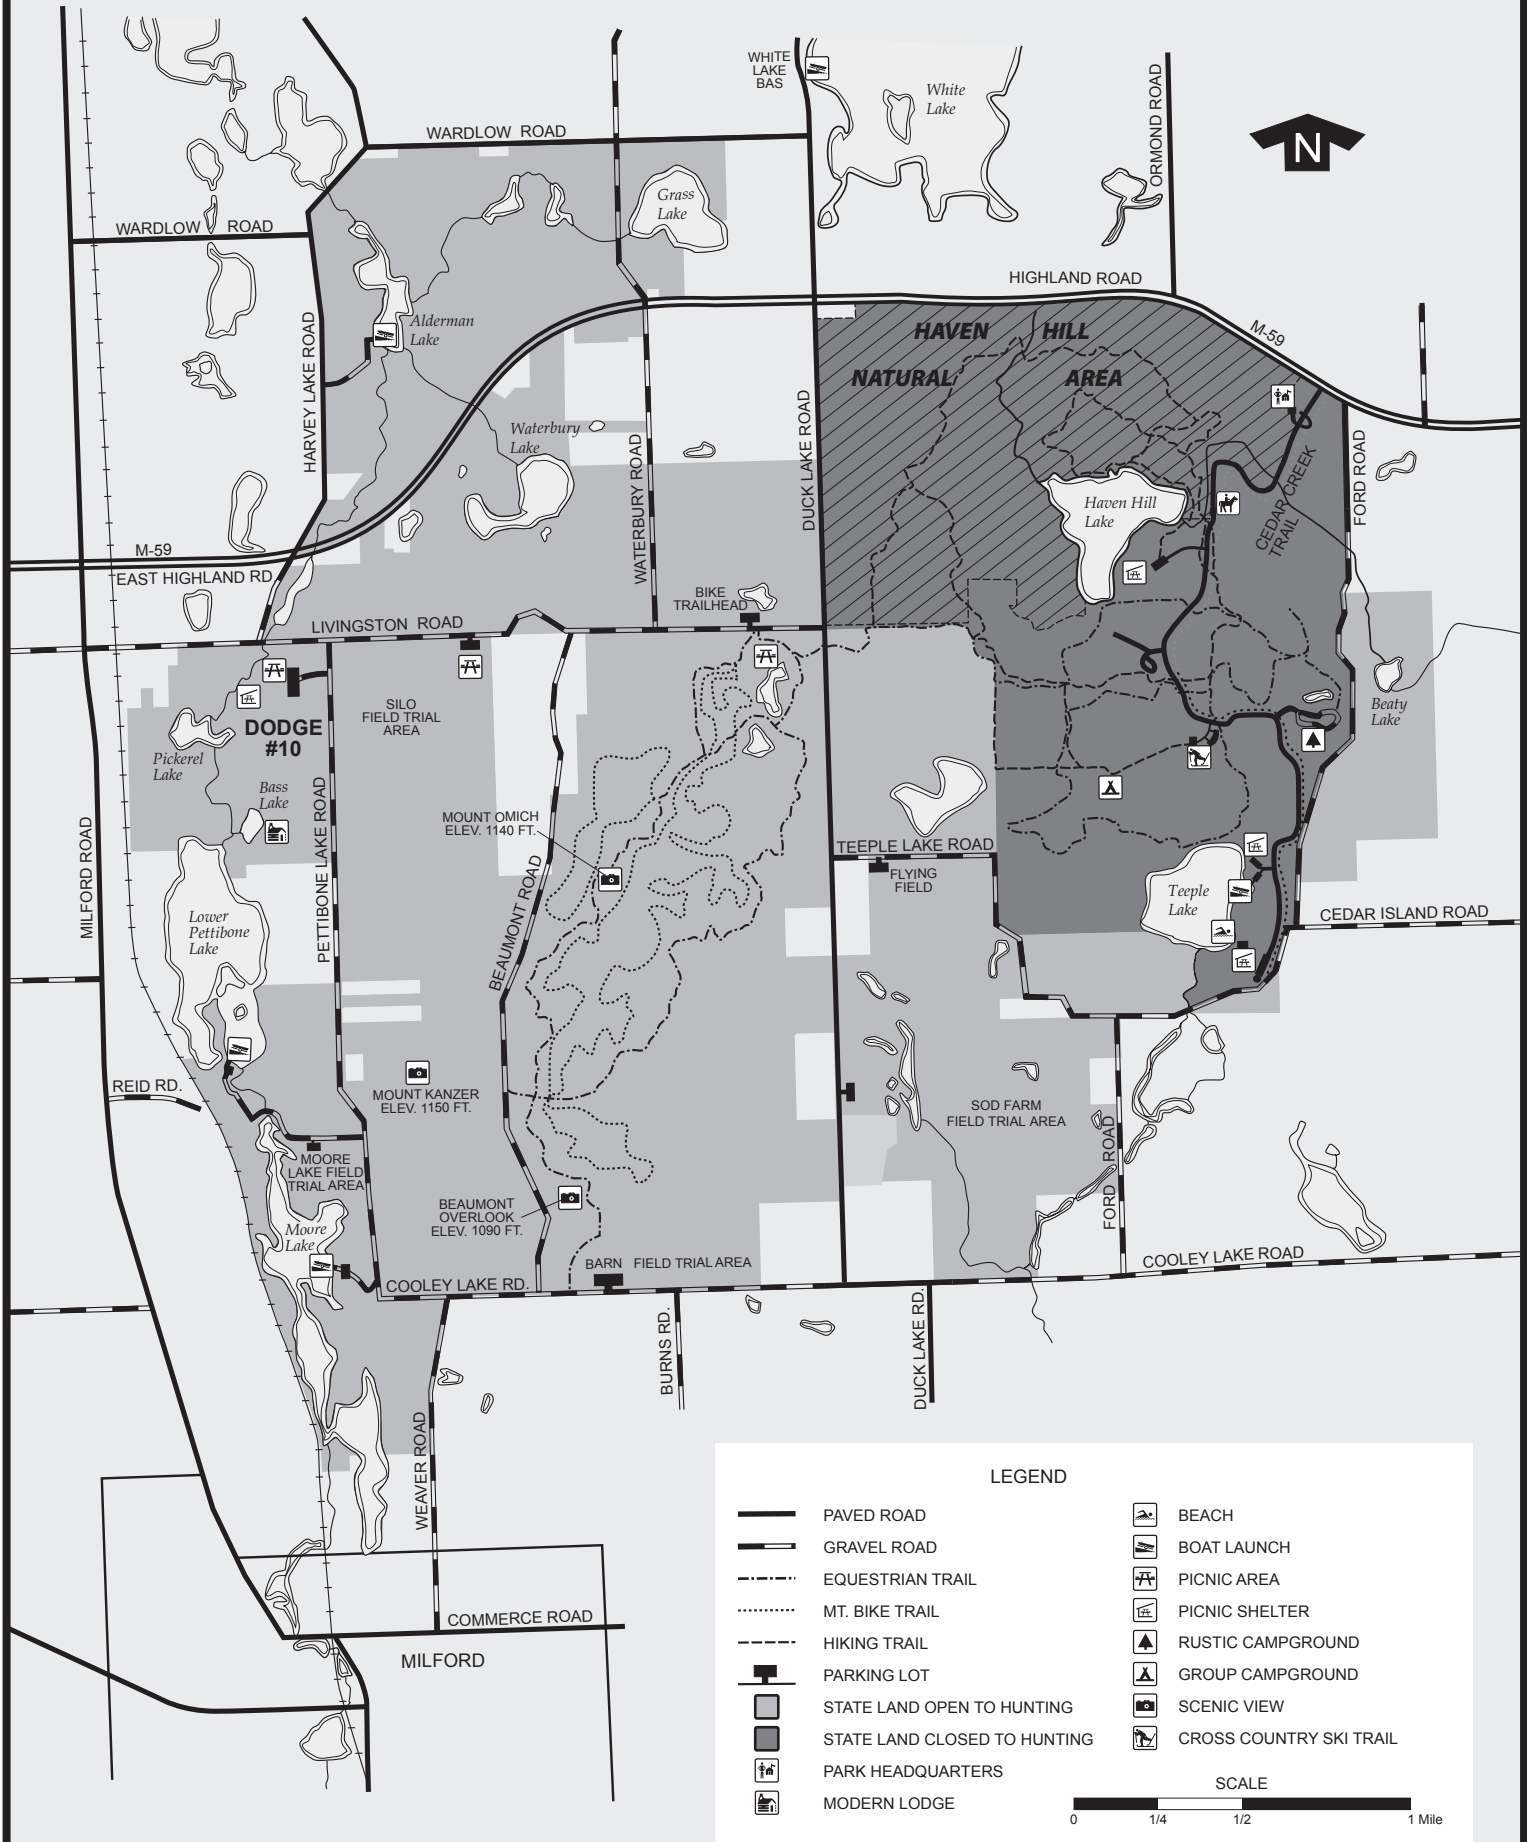 WHITE
LAKE
BAS
White
Lake
ORMOND ROAD
N
WARDLOW ROAD
Grass
Lake
WARDLOW ROAD
HIGHLAND ROAD
M-59
HAVEN HILL
NATURAL AREA
Alderman
Lake
HARVEY LAKE ROAD
Waterbury
Lake
WATERBURY ROAD
DUCK LAKE ROAD
FORD ROAD
CEDAR CREEK
TRAIL
Haven Hill
Lake
M-59
EAST HIGHLAND RD.
BIKE
TRAILHEAD
LIVINGSTON ROAD
SILO
FIELD TRIAL
AREA
DODGE
#10
Pickerel
Lake
Bass
Lake
Beaty
Lake
MOUNT OMICH
ELEV. 1140 FT.
PETTIBONE LAKE ROAD
MILFORD ROAD
BEAUMONT ROAD
TEEPLE LAKE ROAD
FLYING
FIELD
Teeple
Lake
CEDAR ISLAND ROAD
Lower
Pettibone
Lake
REID RD.
MOUNT KANZER
ELEV. 1150 FT.
SOD FARM
FIELD TRIAL AREA
FORD ROAD
MOORE
LAKE FIELD
TRIAL AREA
Moore
Lake
BEAUMONT
OVERLOOK
ELEV. 1090 FT.
BARN FIELD TRIAL AREA
COOLEY LAKE RD.
COOLEY LAKE ROAD
BURNS RD.
DUCK LAKE RD.
WEAVER ROAD
COMMERCE ROAD
MILFORD
LEGEND
PAVED ROAD
GRAVEL ROAD
EQUESTRIAN TRAIL
MT. BIKE TRAIL
HIKING TRAIL
PARKING LOT
STATE LAND OPEN TO HUNTING
STATE LAND CLOSED TO HUNTING
PARK HEADQUARTERS
MODERN LODGE
BEACH
BOAT LAUNCH
PICNIC AREA
PICNIC SHELTER
RUSTIC CAMPGROUND
GROUP CAMPGROUND
SCENIC VIEW
CROSS COUNTRY SKI TRAIL
SCALE
0 1/4 1/2 1 Mile